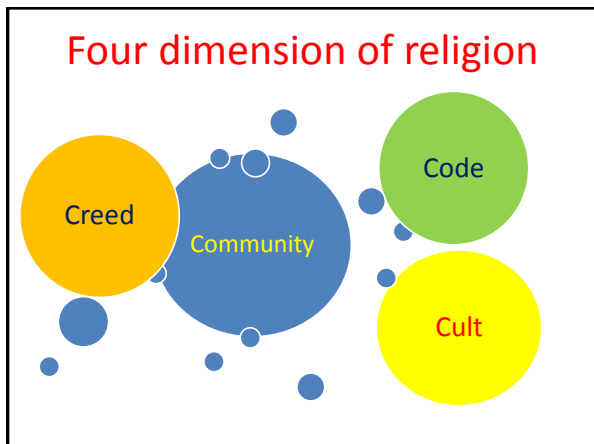 Four dimension of religion
Creed
Community
Code
Cult